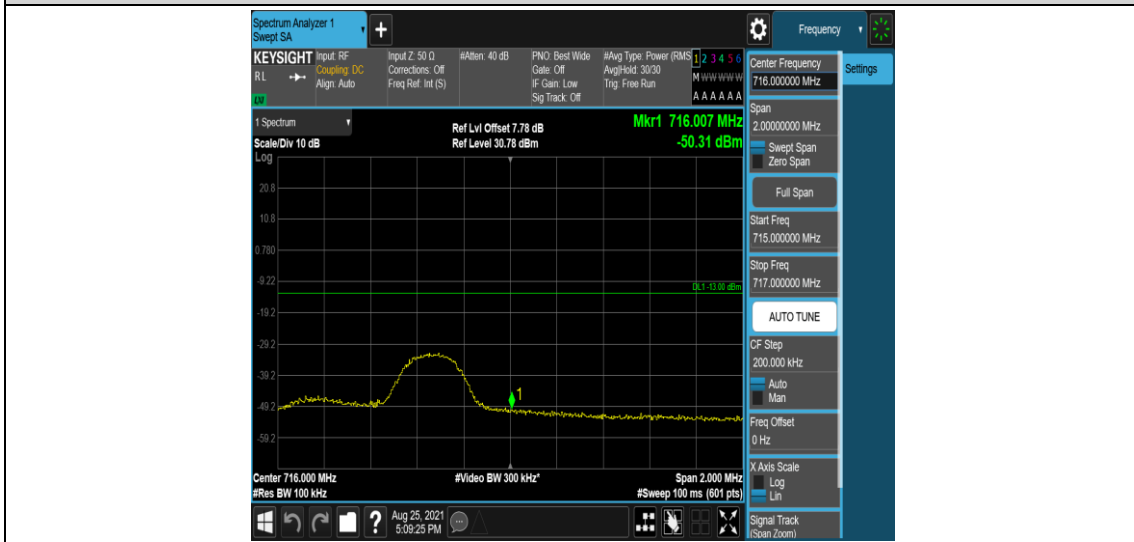 Spectrum Analyzer 1
Swept SA
+
Frequency
KEYSIGHT
RL
Input: RF
Coupling: DC
Align: Auto
Input Z: 50 Ω
Corrections: Off
Freq Ref: Int (S)
#Atten: 40 dB
PNO: Best Wide
Gate: Off
IF Gain: Low
Sig Track: Off
#Avg Type: Power (RMS
Avg|Hold: 30/30
Trig: Free Run
1 2 3 4 5 6
M W W W W W
A A A A A A
1 Spectrum
Scale/Div 10 dB
Log
Ref Lvl Offset 7.78 dB
Ref Level 30.78 dBm
Mkr1 716.007 MHz
-50.31 dBm
20.8
10.8
0.780
-9.22
DL1 -13.00 dBm
-19.2
-29.2
-39.2
-49.2
-59.2
1
Center 716.000 MHz
#Res BW 100 kHz
#Video BW 300 kHz*
Span 2.000 MHz
#Sweep 100 ms (601 pts)
?
Aug 25, 2021
5:09:25 PM
Center Frequency
716.000000 MHz
Settings
Span
2.00000000 MHz
Swept Span
Zero Span
Full Span
Start Freq
715.000000 MHz
Stop Freq
717.000000 MHz
AUTO TUNE
CF Step
200.000 kHz
Auto
Man
Freq Offset
0 Hz
X Axis Scale
Log
Lin
Signal Track
(Span Zoom)